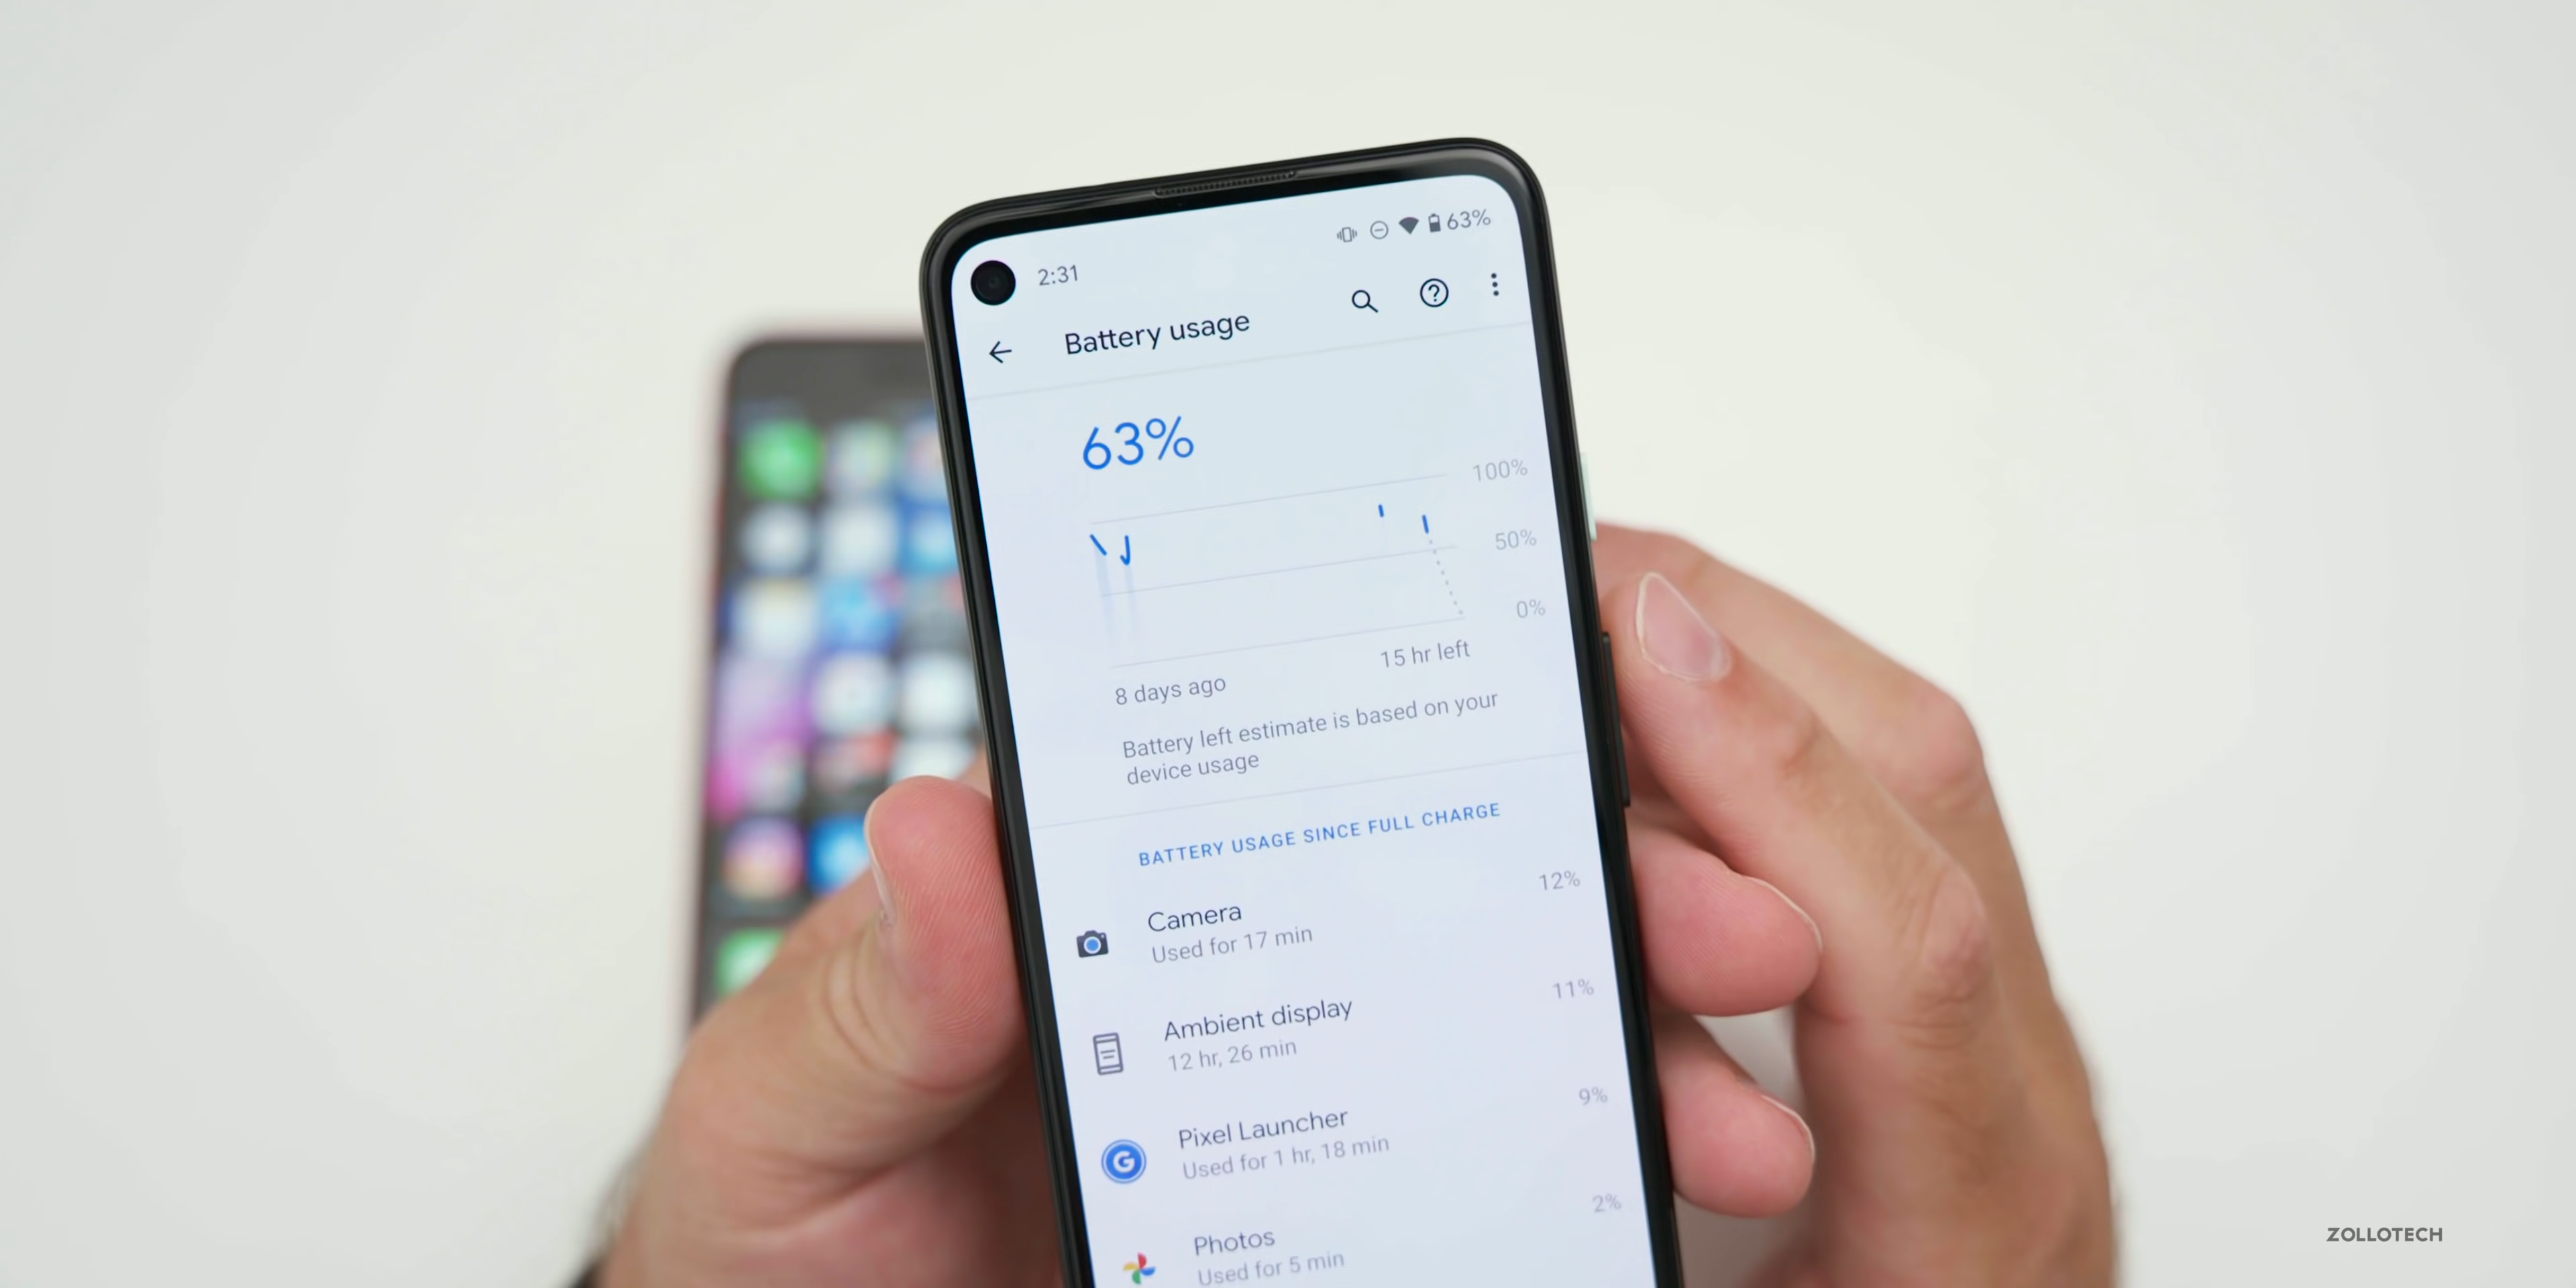 2:31
63%
Battery usage
63%
100%
50%
0%
8 days ago
15 hr left
Battery left estimate is based on your
device usage
BATTERY USAGE SINCE FULL CHARGE
Camera
12%
Used for 17 min
Ambient display
11%
12 hr, 26 min
Pixel Launcher
9%
Used for 1 hr, 18 min
Photos
2%
Used for 5 min
ZOLLOTECH